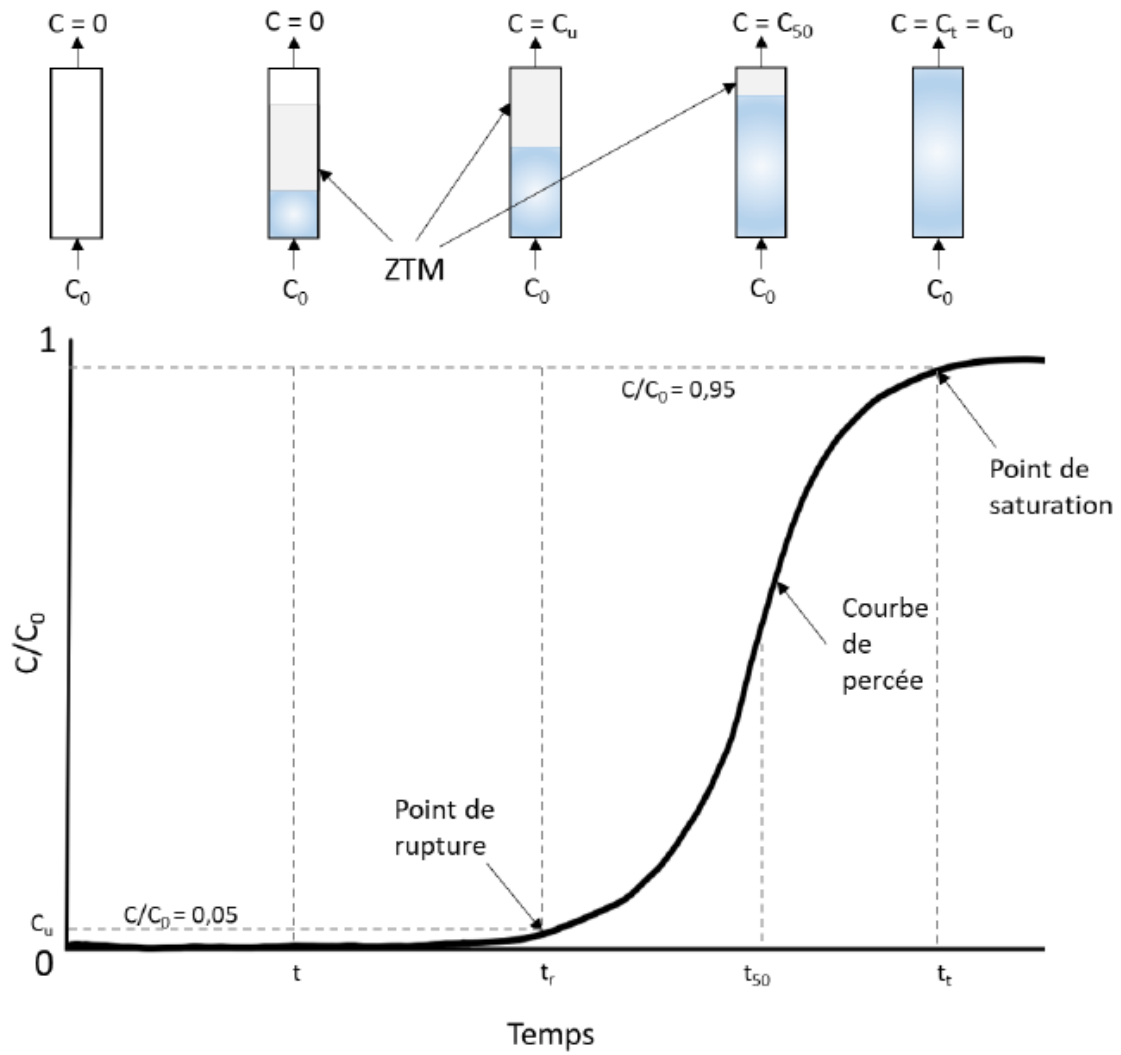 C = 0
C = 0
C = Cᵤ
C = C₅₀
C = Cₜ = C₀
ZTM
C₀
C₀
C₀
C₀
C₀
1
C/C₀ = 0,95
Point de
saturation
Courbe
de
percée
C/C₀
Point de
rupture
C/C₀ = 0,05
Cᵤ
0
t
tᵣ
t₅₀
tₜ
Temps